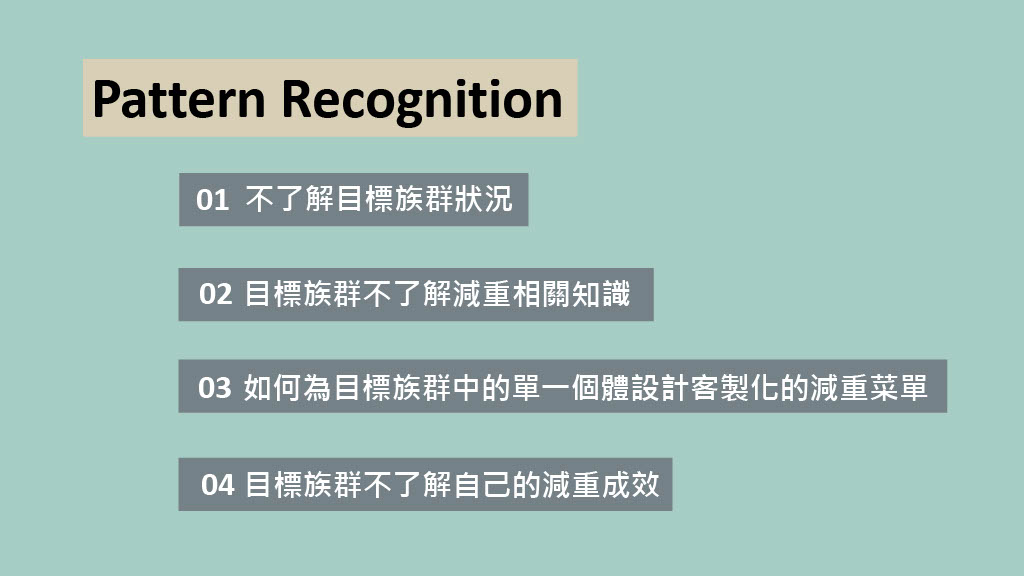 Pattern Recognition
01 不了解目標族群狀況
02 目標族群不了解減重相關知識
03 如何為目標族群中的單一個體設計客製化的減重菜單
04 目標族群不了解自己的減重成效